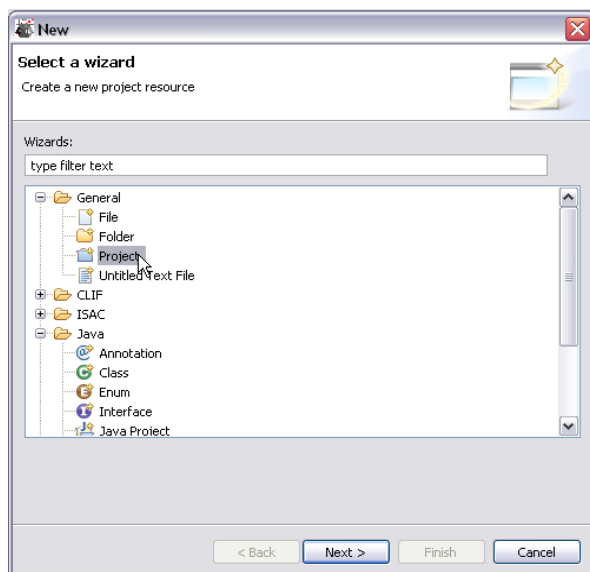 New
Select a wizard
Create a new project resource
Wizards:
type filter text
General
File
Folder
Project
Untitled Text File
CLIF
ISAC
Java
Annotation
Class
Enum
Interface
Java Project
< Back Next > Finish Cancel